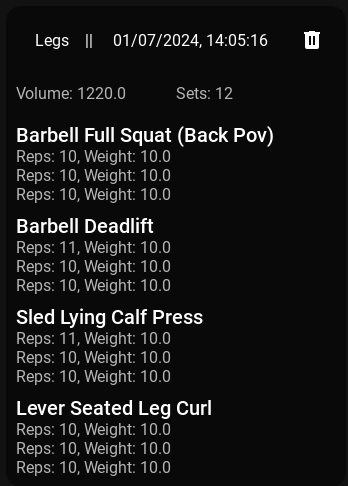 Legs || 01/07/2024, 14:05:16
Volume: 1220.0 Sets: 12
Barbell Full Squat (Back Pov)
Reps: 10, Weight: 10.0
Reps: 10, Weight: 10.0
Reps: 10, Weight: 10.0
Barbell Deadlift
Reps: 11, Weight: 10.0
Reps: 10, Weight: 10.0
Reps: 10, Weight: 10.0
Sled Lying Calf Press
Reps: 11, Weight: 10.0
Reps: 10, Weight: 10.0
Reps: 10, Weight: 10.0
Lever Seated Leg Curl
Reps: 10, Weight: 10.0
Reps: 10, Weight: 10.0
Reps: 10, Weight: 10.0